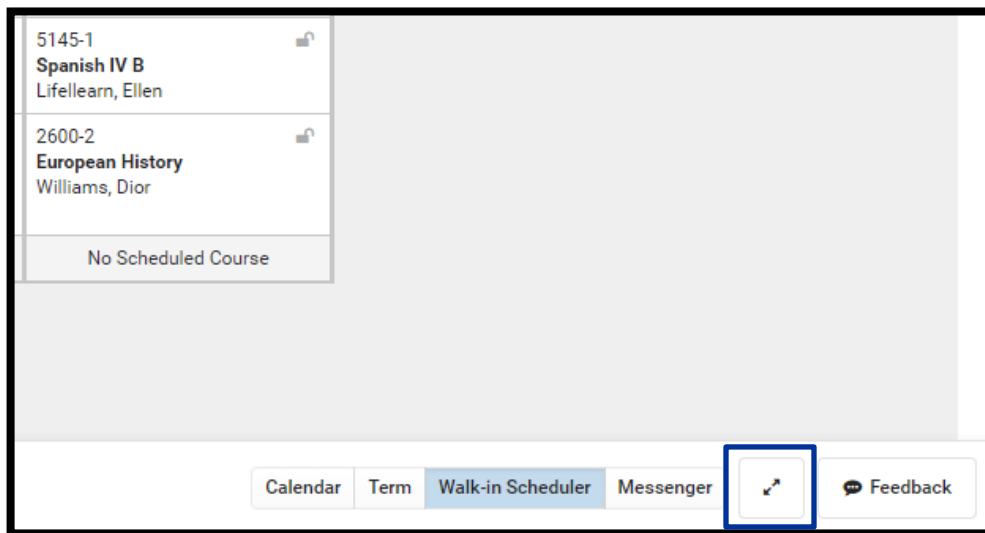 5145-1
Spanish IV B
Lifellearn, Ellen
2600-2
European History
Williams, Dior
No Scheduled Course
Calendar Term Walk-in Scheduler Messenger Feedback